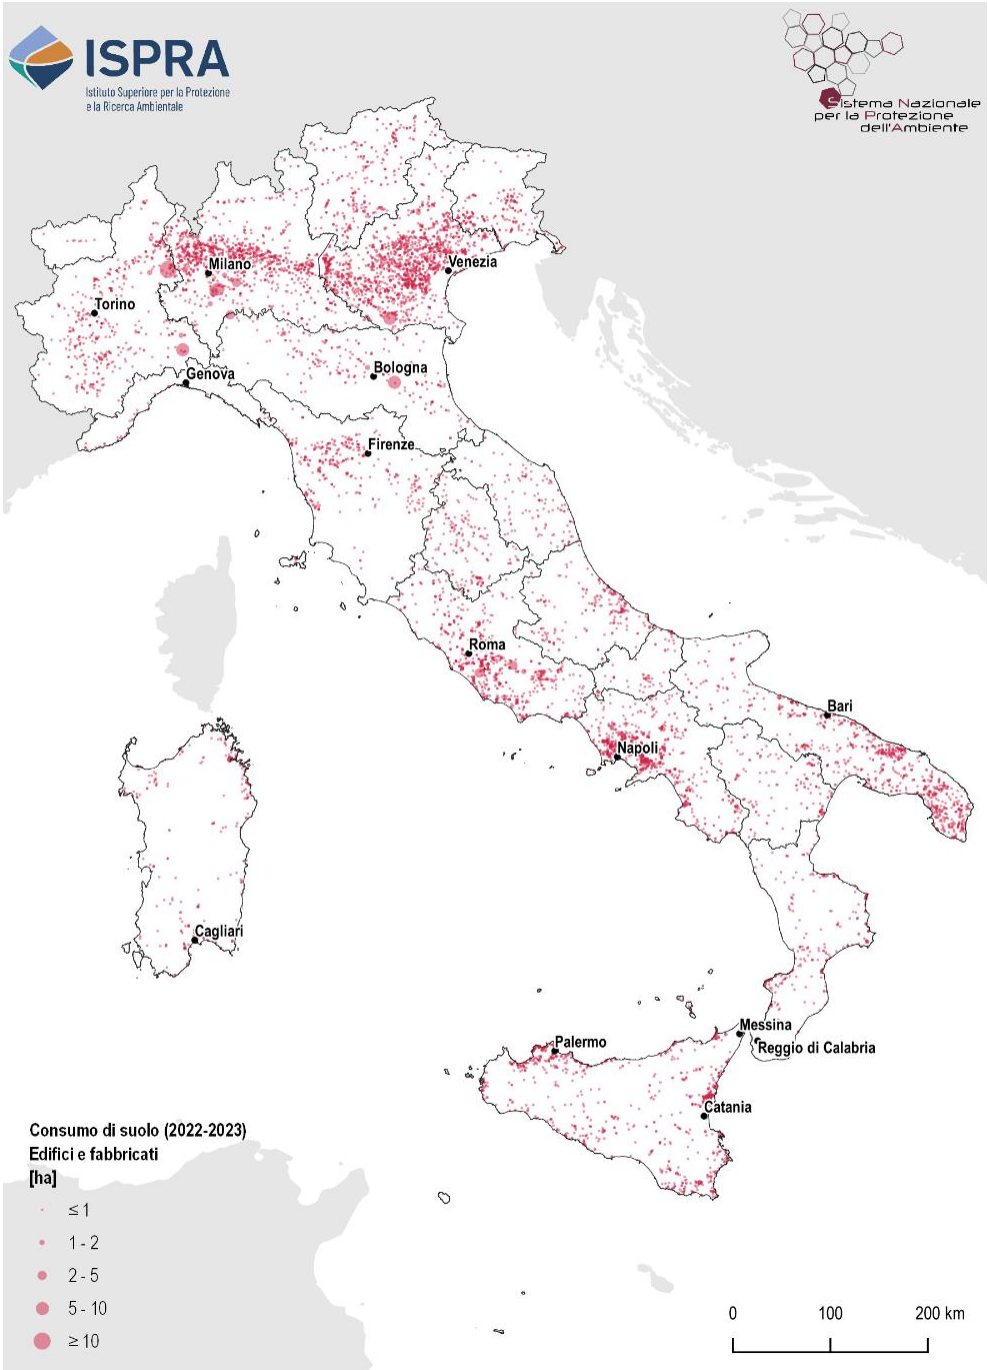 ISPRA
Istituto Superiore per la Protezione
e la Ricerca Ambientale
Sistema Nazionale
per la Protezione
dell'Ambiente
Milano
Venezia
Torino
Bologna
Genova
Firenze
Roma
Bari
Napoli
Cagliari
Messina
Palermo
Reggio di Calabria
Catania
Consumo di suolo (2022-2023)
Edifici e fabbricati
[ha]
≤ 1
1 - 2
2 - 5
5 - 10
≥ 10
0 100 200 km